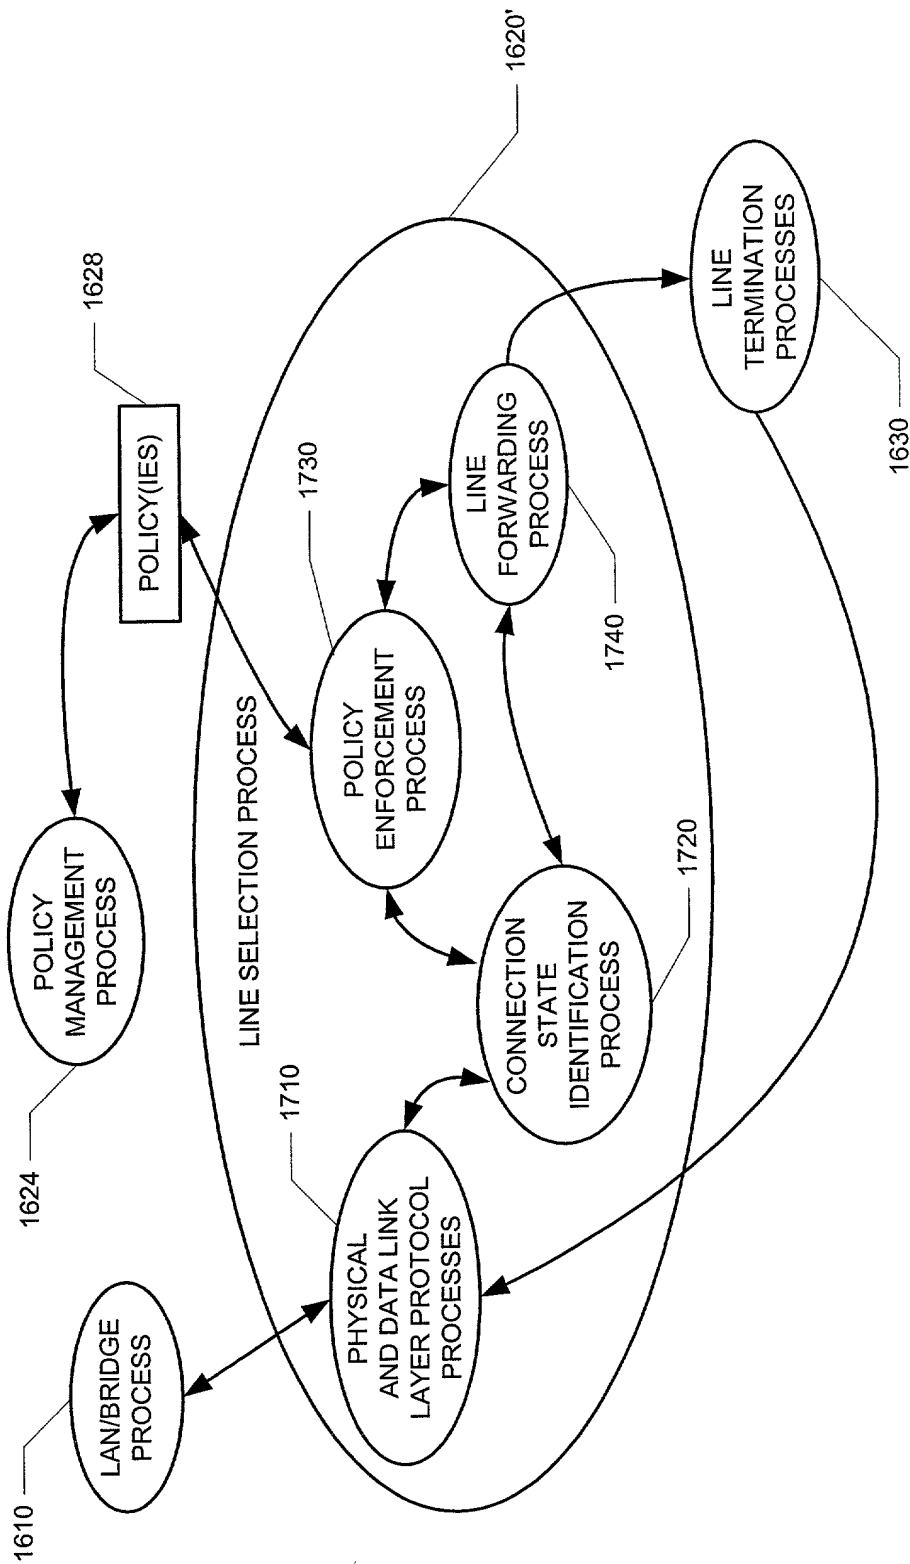 1610
LAN/BRIDGE
PROCESS
1624
POLICY
MANAGEMENT
PROCESS
POLICY(IES)
1628
1620'
LINE SELECTION PROCESS
1710
PHYSICAL
AND DATA LINK
LAYER PROTOCOL
PROCESSES
POLICY
ENFORCEMENT
PROCESS
1730
CONNECTION
STATE
IDENTIFICATION
PROCESS
1720
LINE
FORWARDING
PROCESS
1740
LINE
TERMINATION
PROCESSES
1630